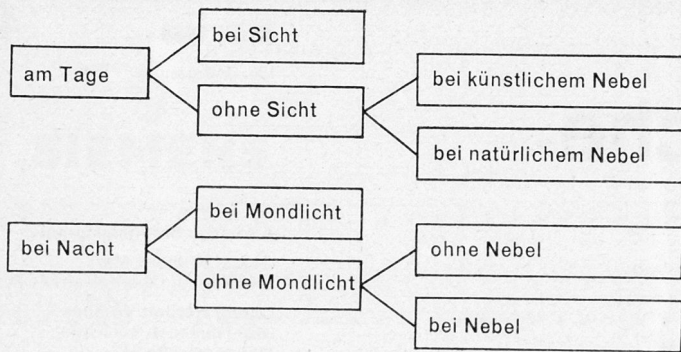 am Tage
bei Sicht
ohne Sicht
bei künstlichem Nebel
bei natürlichem Nebel
bei Nacht
bei Mondlicht
ohne Mondlicht
ohne Nebel
bei Nebel